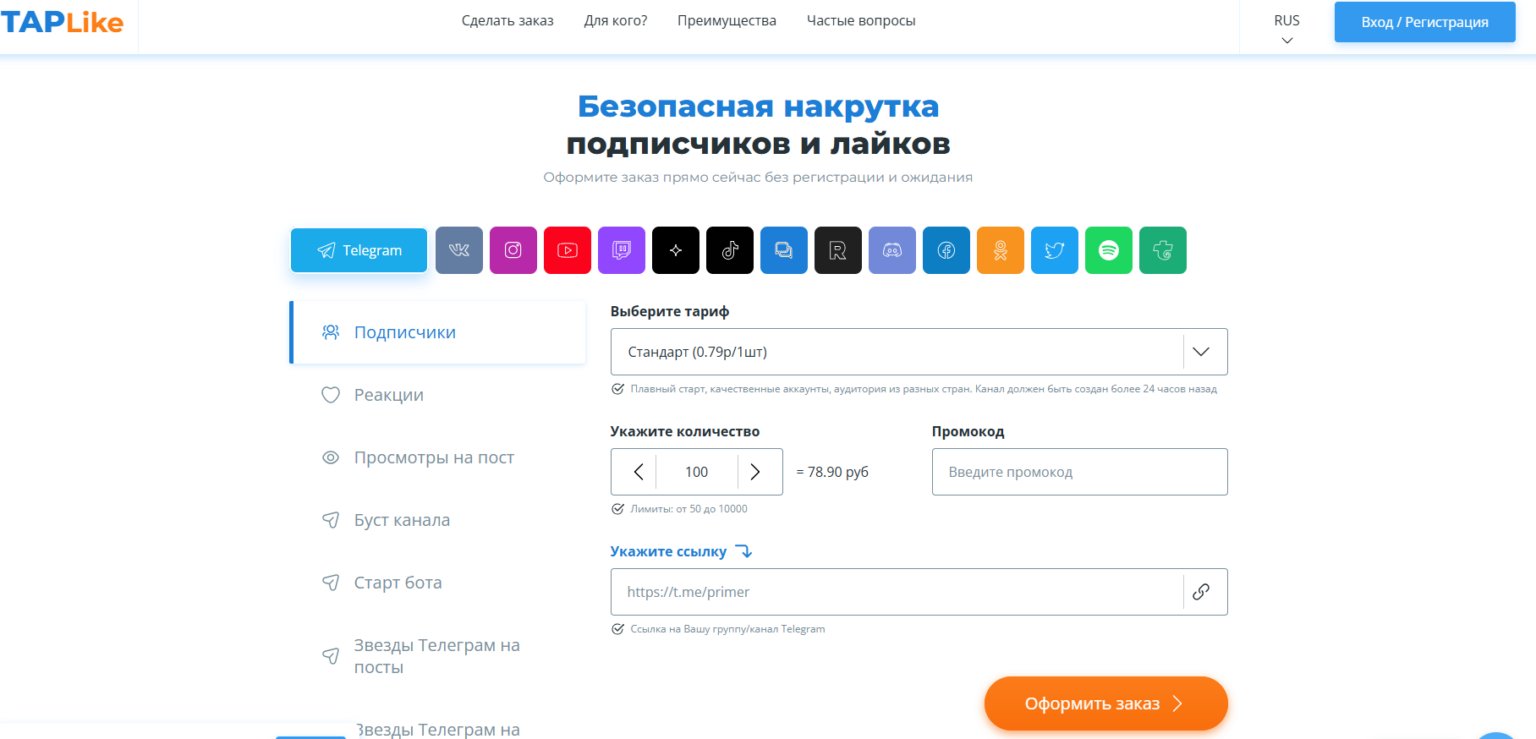 TAPLike
Сделать заказ
Для кого?
Преимущества
Частые вопросы
RUS
Вход / Регистрация
Безопасная накрутка
подписчиков и лайков
Оформите заказ прямо сейчас без регистрации и ожидания
Telegram
Подписчики
Реакции
Просмотры на пост
Буст канала
Старт бота
Звезды Телеграм на
посты
Звезды Телеграм на
Выберите тариф
Стандарт (0.79р/1шт)
Плавный старт, качественные аккаунты, аудитория из разных стран. Канал должен быть создан более 24 часов назад
Укажите количество
100
= 78.90 руб
Лимиты: от 50 до 10000
Промокод
Введите промокод
Укажите ссылку
https://t.me/primer
Ссылка на Вашу группу/канал Telegram
Оформить заказ